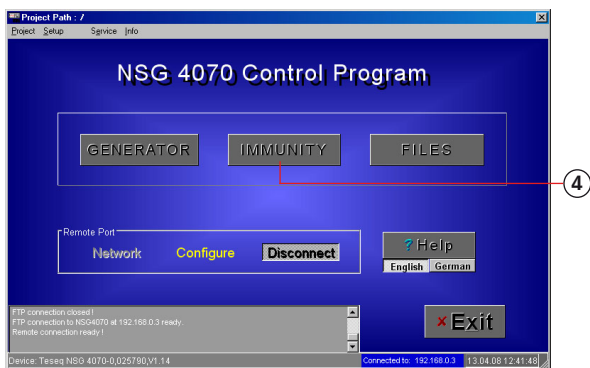 Project Path : /
Project Setup Service Info
NSG 4070 Control Program
GENERATOR IMMUNITY FILES
4
Remote Port
Network Configure Disconnect
?Help
English German
FTP connection closed !
FTP connection to NSG4070 at 192.168.0.3 ready.
Remote connection ready !
×Exit
Device: Teseq NSG 4070-0,025790,V1.14 Connected to: 192.168.0.3 13.04.08 12:41:48